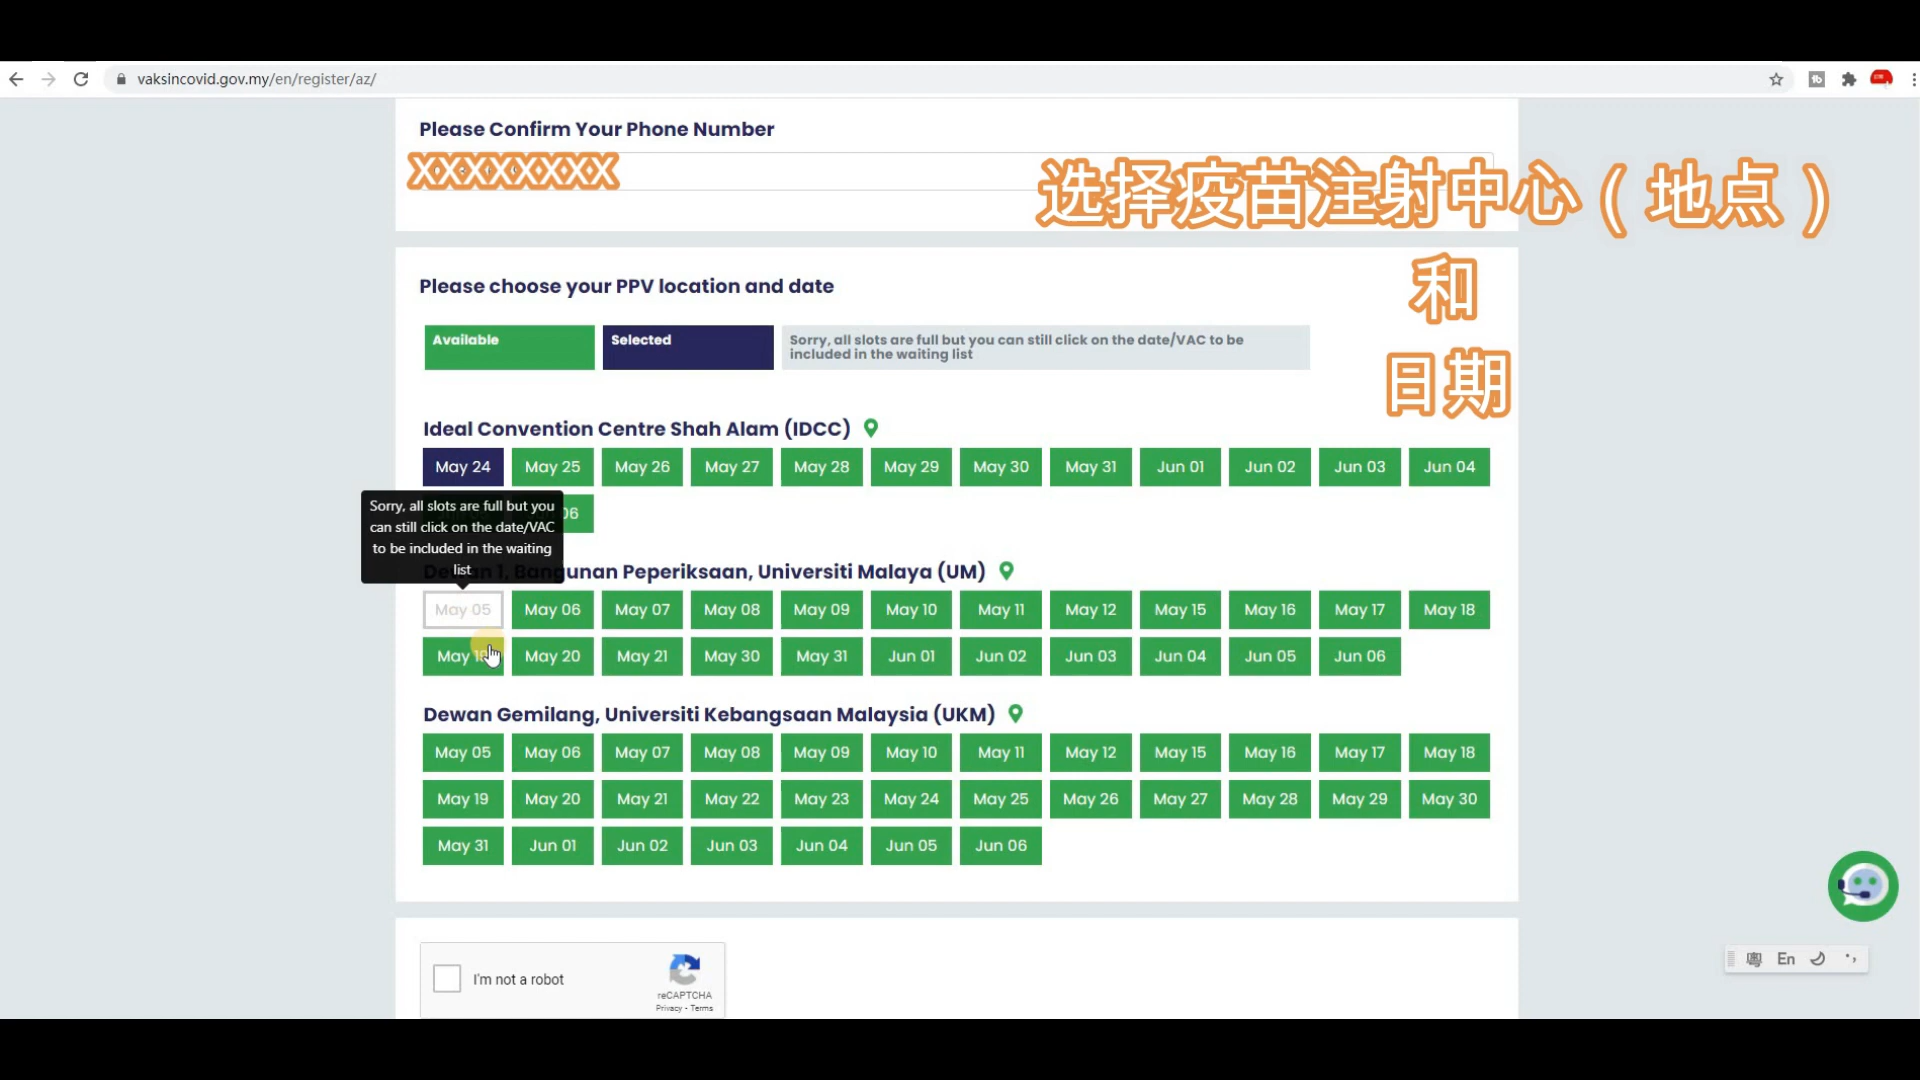 vaksincovid.gov.my/en/register/az/
Please Confirm Your Phone Number
XXXXXXXX
选择疫苗注射中心(地点)
和
日期
Please choose your PPV location and date
Available
Selected
Sorry, all slots are full but you can still click on the date/VAC to be
included in the waiting list
Ideal Convention Centre Shah Alam (IDCC)
May 24 May 25 May 26 May 27 May 28 May 29 May 30 May 31 Jun 01 Jun 02 Jun 03 Jun 04
06
Sorry, all slots are full but you
can still click on the date/VAC
to be included in the waiting
list
Dewan 1, Bangunan Peperiksaan, Universiti Malaya (UM)
May 05 May 06 May 07 May 08 May 09 May 10 May 11 May 12 May 15 May 16 May 17 May 18
May 19 May 20 May 21 May 30 May 31 Jun 01 Jun 02 Jun 03 Jun 04 Jun 05 Jun 06
Dewan Gemilang, Universiti Kebangsaan Malaysia (UKM)
May 05 May 06 May 07 May 08 May 09 May 10 May 11 May 12 May 15 May 16 May 17 May 18
May 19 May 20 May 21 May 22 May 23 May 24 May 25 May 26 May 27 May 28 May 29 May 30
May 31 Jun 01 Jun 02 Jun 03 Jun 04 Jun 05 Jun 06
I'm not a robot
reCAPTCHA
Privacy - Terms
粤 En